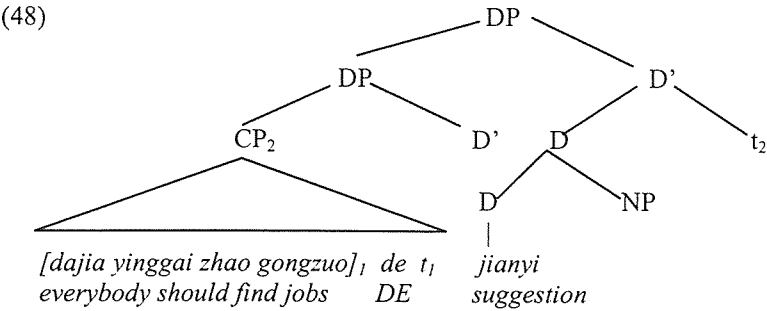 (48)
DP
DP D’
CP2 D’ D t2
D NP
[dajia yinggai zhao gongzuo]1 de t1 jianyi
everybody should find jobs DE suggestion